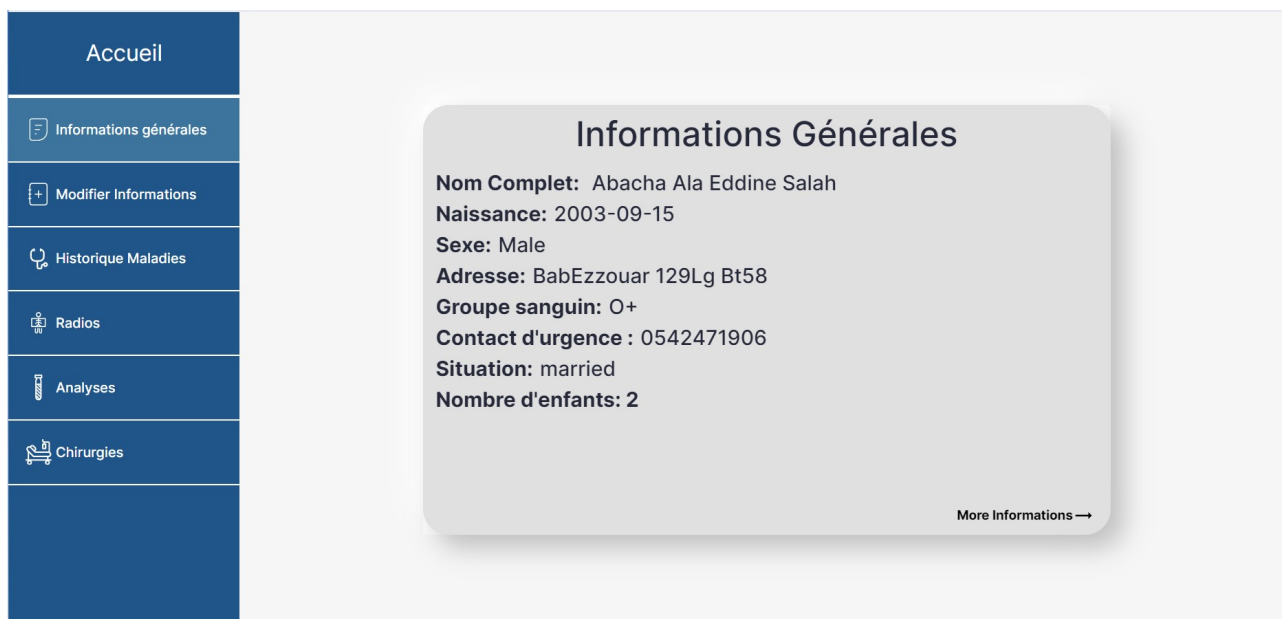 Accueil
Informations générales
Modifier Informations
Historique Maladies
Radios
Analyses
Chirurgies
Informations Générales
Nom Complet: Abacha Ala Eddine Salah
Naissance: 2003-09-15
Sexe: Male
Adresse: BabEzzouar 129Lg Bt58
Groupe sanguin: O+
Contact d'urgence : 0542471906
Situation: married
Nombre d'enfants: 2
More Informations →